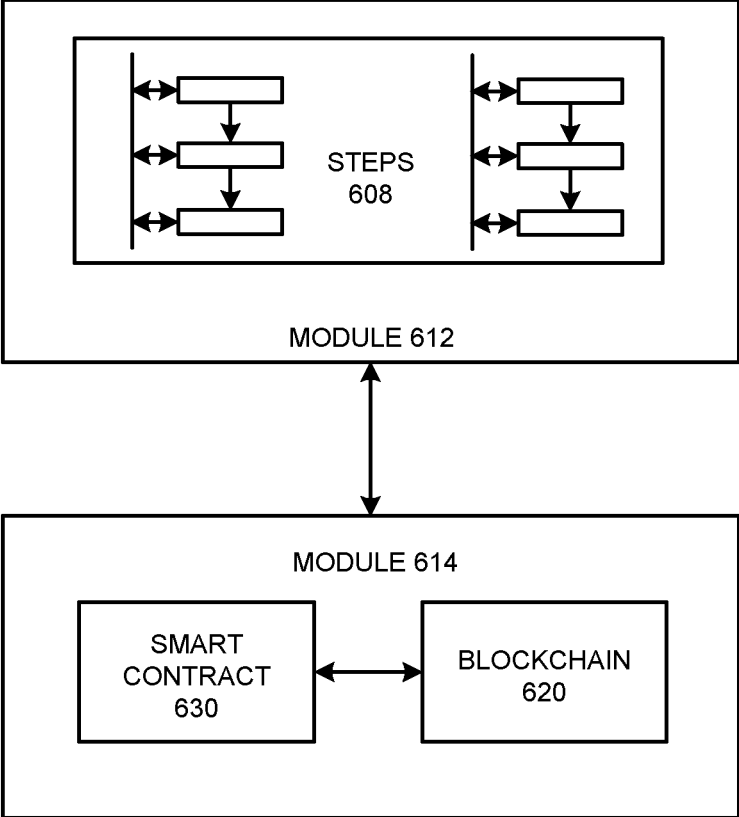 STEPS
608
MODULE 612
MODULE 614
SMART
CONTRACT
630
BLOCKCHAIN
620